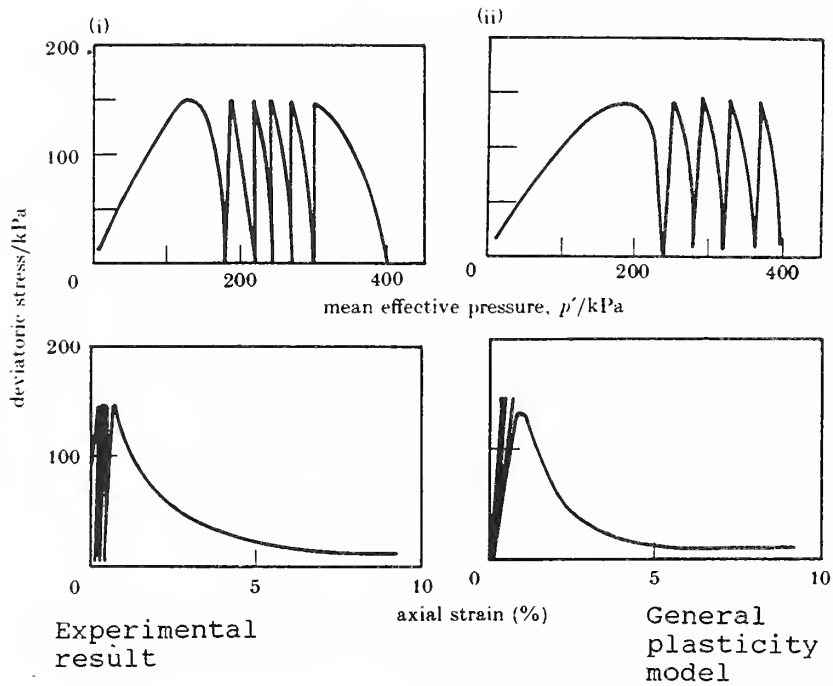 (i)
(ii)
200
100
0
200
400
0
200
400
mean effective pressure, p′/kPa
deviatoric stress/kPa
200
100
0
5
10
0
5
10
axial strain (%)
Experimental
result
General
plasticity
model